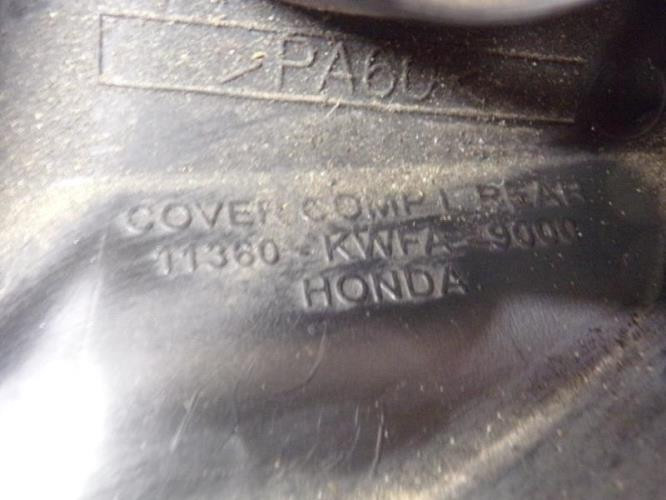 >PA6<
COVER COMP L REAR
11360 - KWFA - 9000
HONDA